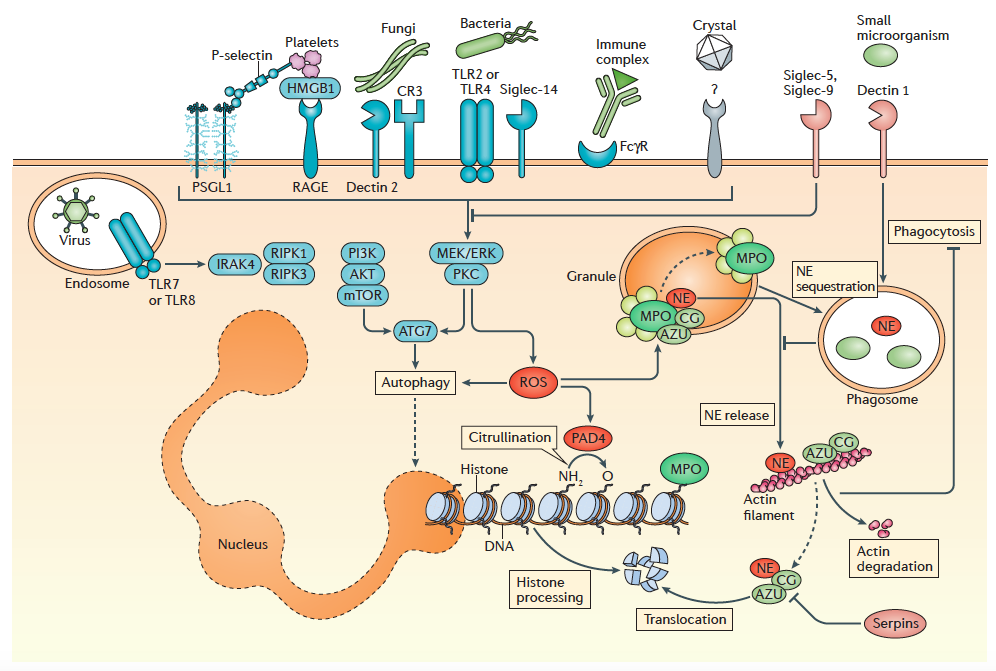 Fungi
Bacteria
Small
microorganism
Platelets
P-selectin
Immune
complex
Crystal
HMGB1
CR3
TLR2 or
TLR4
Siglec-14
?
Siglec-5,
Siglec-9
Dectin 1
FcγR
PSGL1
RAGE
Dectin 2
Virus
Endosome
TLR7
or TLR8
IRAK4
RIPK1
RIPK3
PI3K
AKT
mTOR
MEK/ERK
PKC
Granule
MPO
NE
MPO
CG
AZU
NE
sequestration
Phagocytosis
NE
Phagosome
ATG7
Autophagy
ROS
NE release
Citrullination
PAD4
NH2
O
Histone
MPO
DNA
Nucleus
NE
AZU
CG
Actin
filament
Actin
degradation
Histone
processing
Translocation
NE
CG
AZU
Serpins